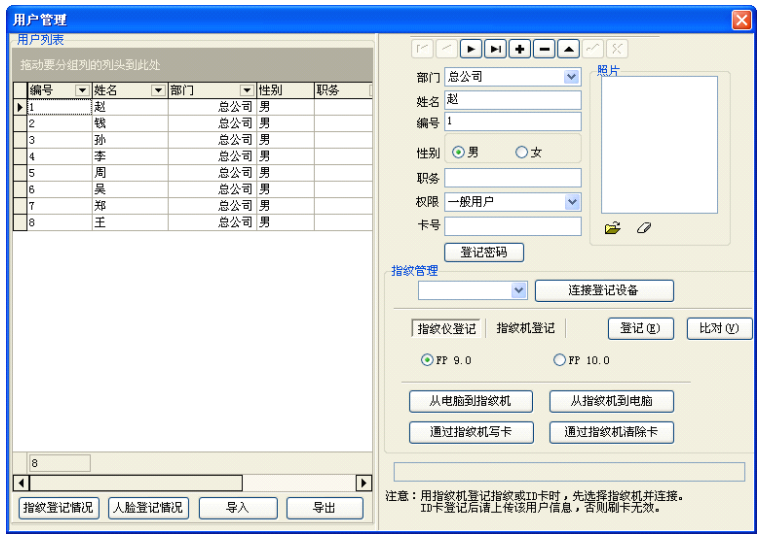 用户管理
用户列表
拖动要分组列的列头到此处
编号 姓名 部门 性别 职务
1 赵 总公司 男
2 钱 总公司 男
3 孙 总公司 男
4 李 总公司 男
5 周 总公司 男
6 吴 总公司 男
7 郑 总公司 男
8 王 总公司 男
8
指纹登记情况 人脸登记情况 导入 导出
部门 总公司
姓名 赵
编号 1
性别 男 女
职务
权限 一般用户
卡号
登记密码
照片
指纹管理
连接登记设备
指纹仪登记 指纹机登记 登记(E) 比对(V)
FP 9.0 FP 10.0
从电脑到指纹机 从指纹机到电脑
通过指纹机写卡 通过指纹机清除卡
注意：用指纹机登记指纹或ID卡时，先选择指纹机并连接。
ID卡登记后请上传该用户信息，否则刷卡无效。